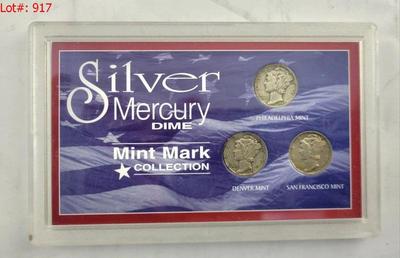 Lot#: 917
Silver
Mercury
DIME
Mint Mark
COLLECTION
PHILADELPHIA MINT
DENVER MINT
SAN FRANCISCO MINT